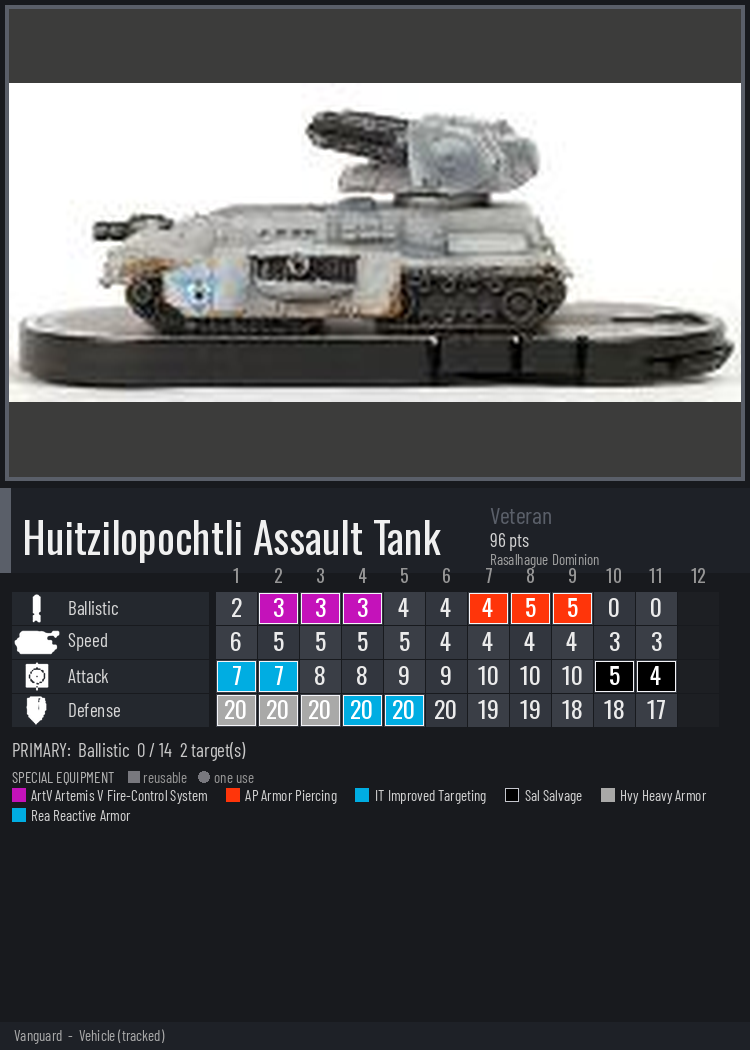 Huitzilopochtli Assault Tank
Veteran
96 pts
Rasalhague Dominion
1 2 3 4 5 6 7 8 9 10 11 12
Ballistic 2 3 3 3 4 4 4 5 5 0 0
Speed 6 5 5 5 5 4 4 4 4 3 3
Attack 7 7 8 8 9 9 10 10 10 5 4
Defense 20 20 20 20 20 20 19 19 18 18 17
PRIMARY: Ballistic 0 / 14 2 target(s)
SPECIAL EQUIPMENT reusable one use
ArtV Artemis V Fire-Control System AP Armor Piercing IT Improved Targeting Sal Salvage Hvy Heavy Armor
Rea Reactive Armor
Vanguard - Vehicle (tracked)